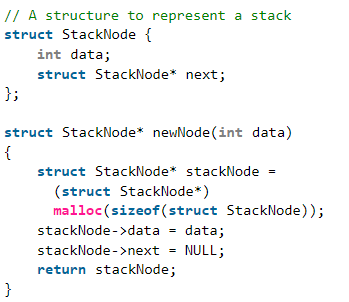 // A structure to represent a stack
struct StackNode {
    int data;
    struct StackNode* next;
};

struct StackNode* newNode(int data)
{
    struct StackNode* stackNode =
      (struct StackNode*)
      malloc(sizeof(struct StackNode));
    stackNode->data = data;
    stackNode->next = NULL;
    return stackNode;
}